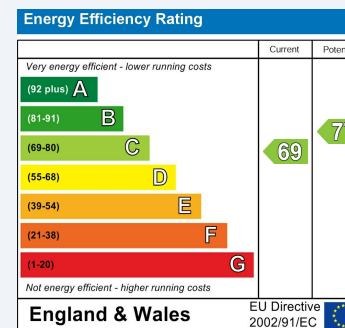 Energy Efficiency Rating
Current
Very energy efficient - lower running costs
(92 plus) A
(81-91) B
(69-80) C
69
(55-68) D
(39-54) E
(21-38) F
(1-20) G
Not energy efficient - higher running costs
England & Wales
EU Directive
2002/91/EC